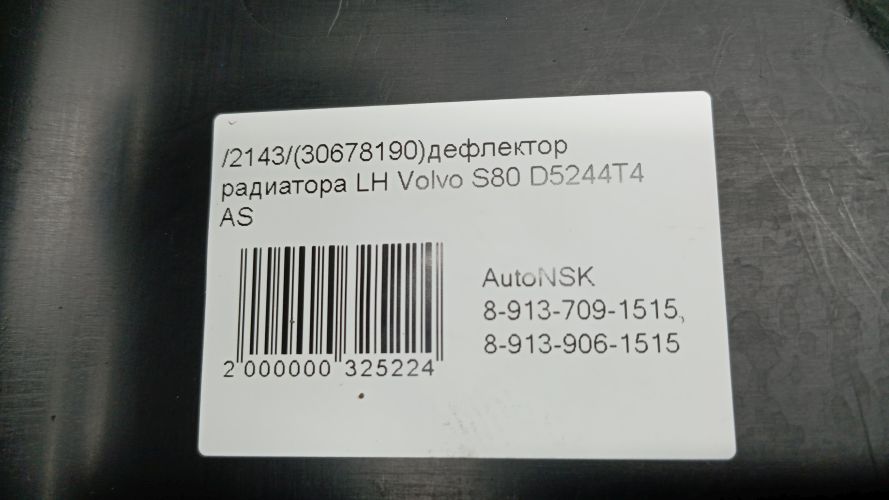 /2143/(30678190)дефлектор
радиатора LH Volvo S80 D5244T4
AS
AutoNSK
8-913-709-1515,
8-913-906-1515
2 000000 325224